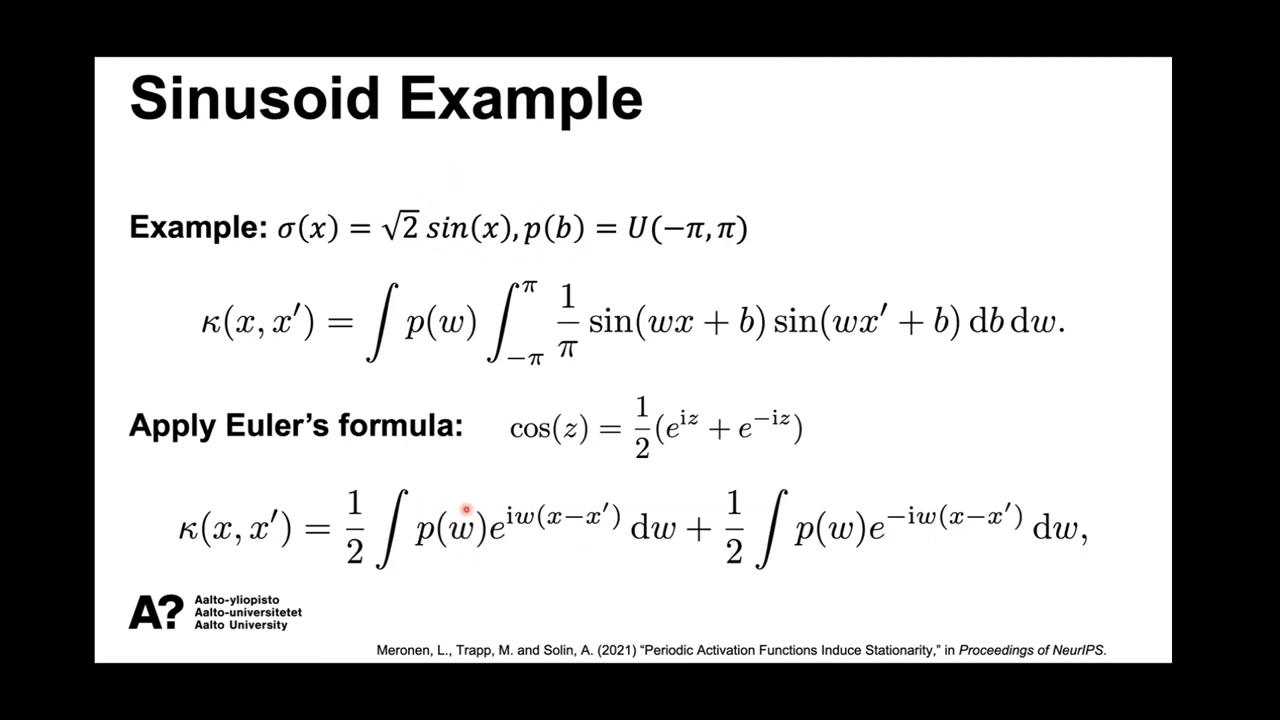 Sinusoid Example
Example: σ(x) = √2 sin(x), p(b) = U(−π, π)
κ(x, x′) = ∫ p(w) ∫_{−π}^{π} 1/π sin(wx + b) sin(wx′ + b) db dw.
Apply Euler’s formula: cos(z) = 1/2 (e^{iz} + e^{−iz})
κ(x, x′) = 1/2 ∫ p(w)e^{iw(x−x′)} dw + 1/2 ∫ p(w)e^{−iw(x−x′)} dw,
A?
Aalto-yliopisto
Aalto-universitetet
Aalto University
Meronen, L., Trapp, M. and Solin, A. (2021) “Periodic Activation Functions Induce Stationarity,” in Proceedings of NeurIPS.